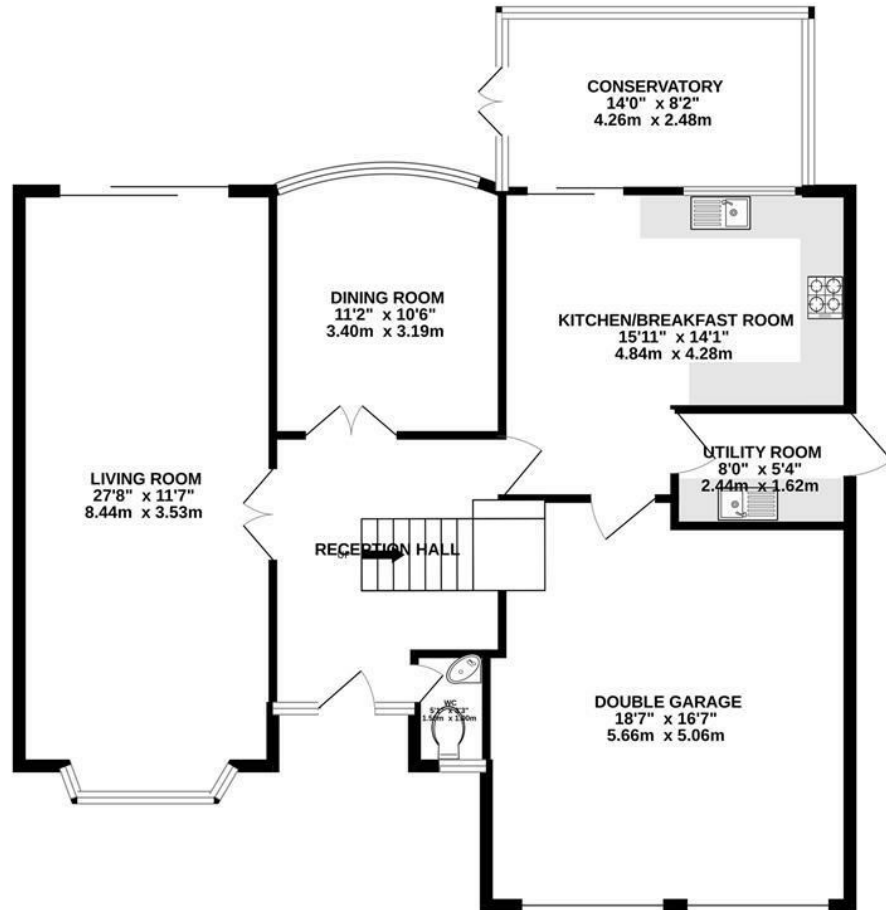 CONSERVATORY
14'0" x 8'2"
4.26m x 2.48m
DINING ROOM
11'2" x 10'6"
3.40m x 3.19m
KITCHEN/BREAKFAST ROOM
15'11" x 14'1"
4.84m x 4.28m
LIVING ROOM
27'8" x 11'7"
8.44m x 3.53m
UTILITY ROOM
8'0" x 5'4"
2.44m x 1.62m
RECEPTION HALL
WC
DOUBLE GARAGE
18'7" x 16'7"
5.66m x 5.06m